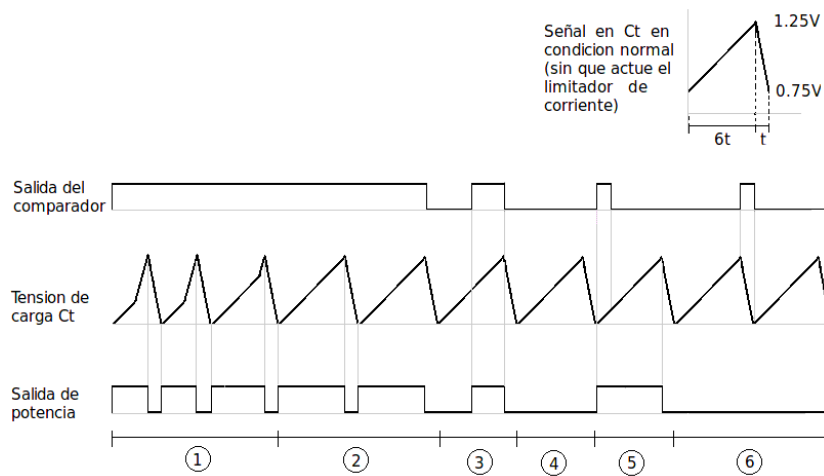 Señal en Ct en
condicion normal
(sin que actue el
limitador de
corriente)
1.25V
0.75V
6t
t
Salida del
comparador
Tension de
carga Ct
Salida de
potencia
1
2
3
4
5
6